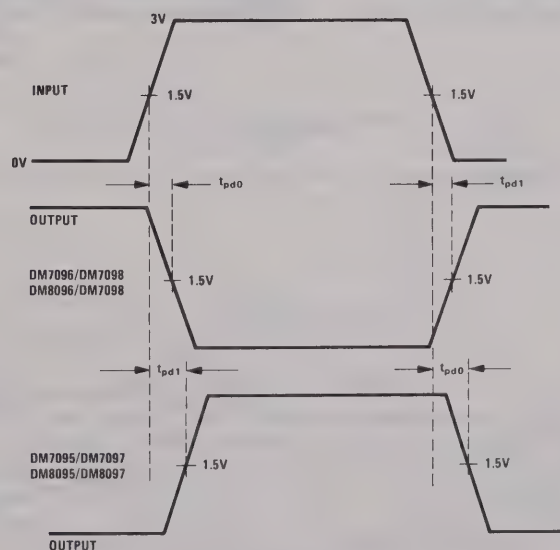 3V
INPUT
1.5V
1.5V
0V
tpd0
tpd1
OUTPUT
DM7096/DM7098
DM8096/DM7098
1.5V
1.5V
tpd1
tpd0
DM7095/DM7097
DM8095/DM8097
1.5V
1.5V
OUTPUT